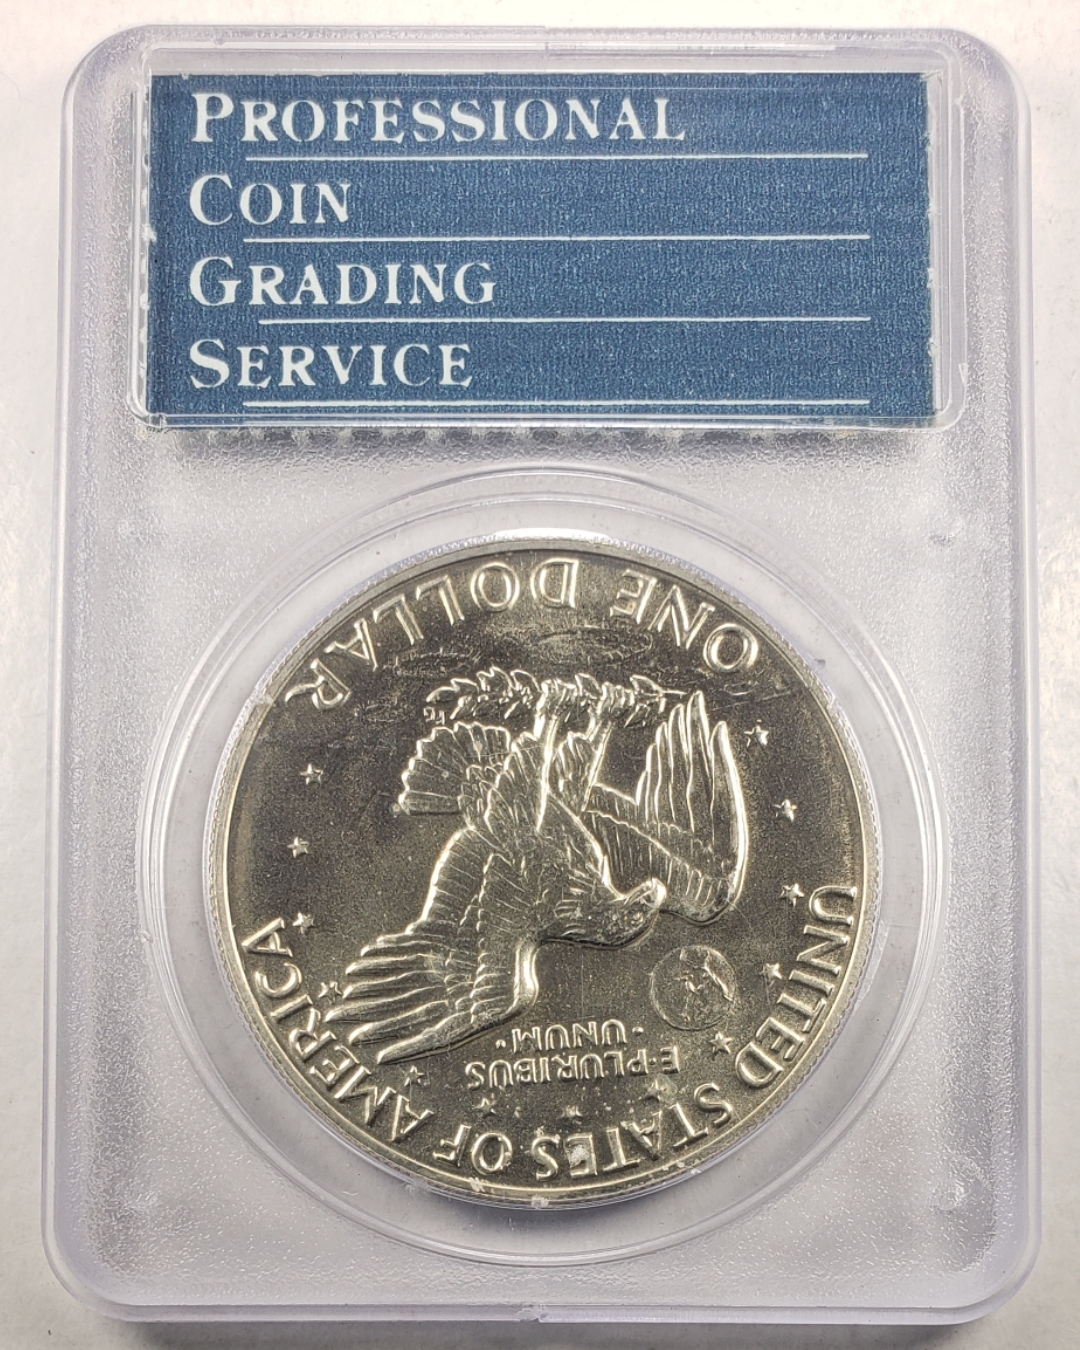 PROFESSIONAL
COIN
GRADING
SERVICE
UNITED STATES OF AMERICA
E·PLURIBUS
·UNUM·
ONE DOLLAR